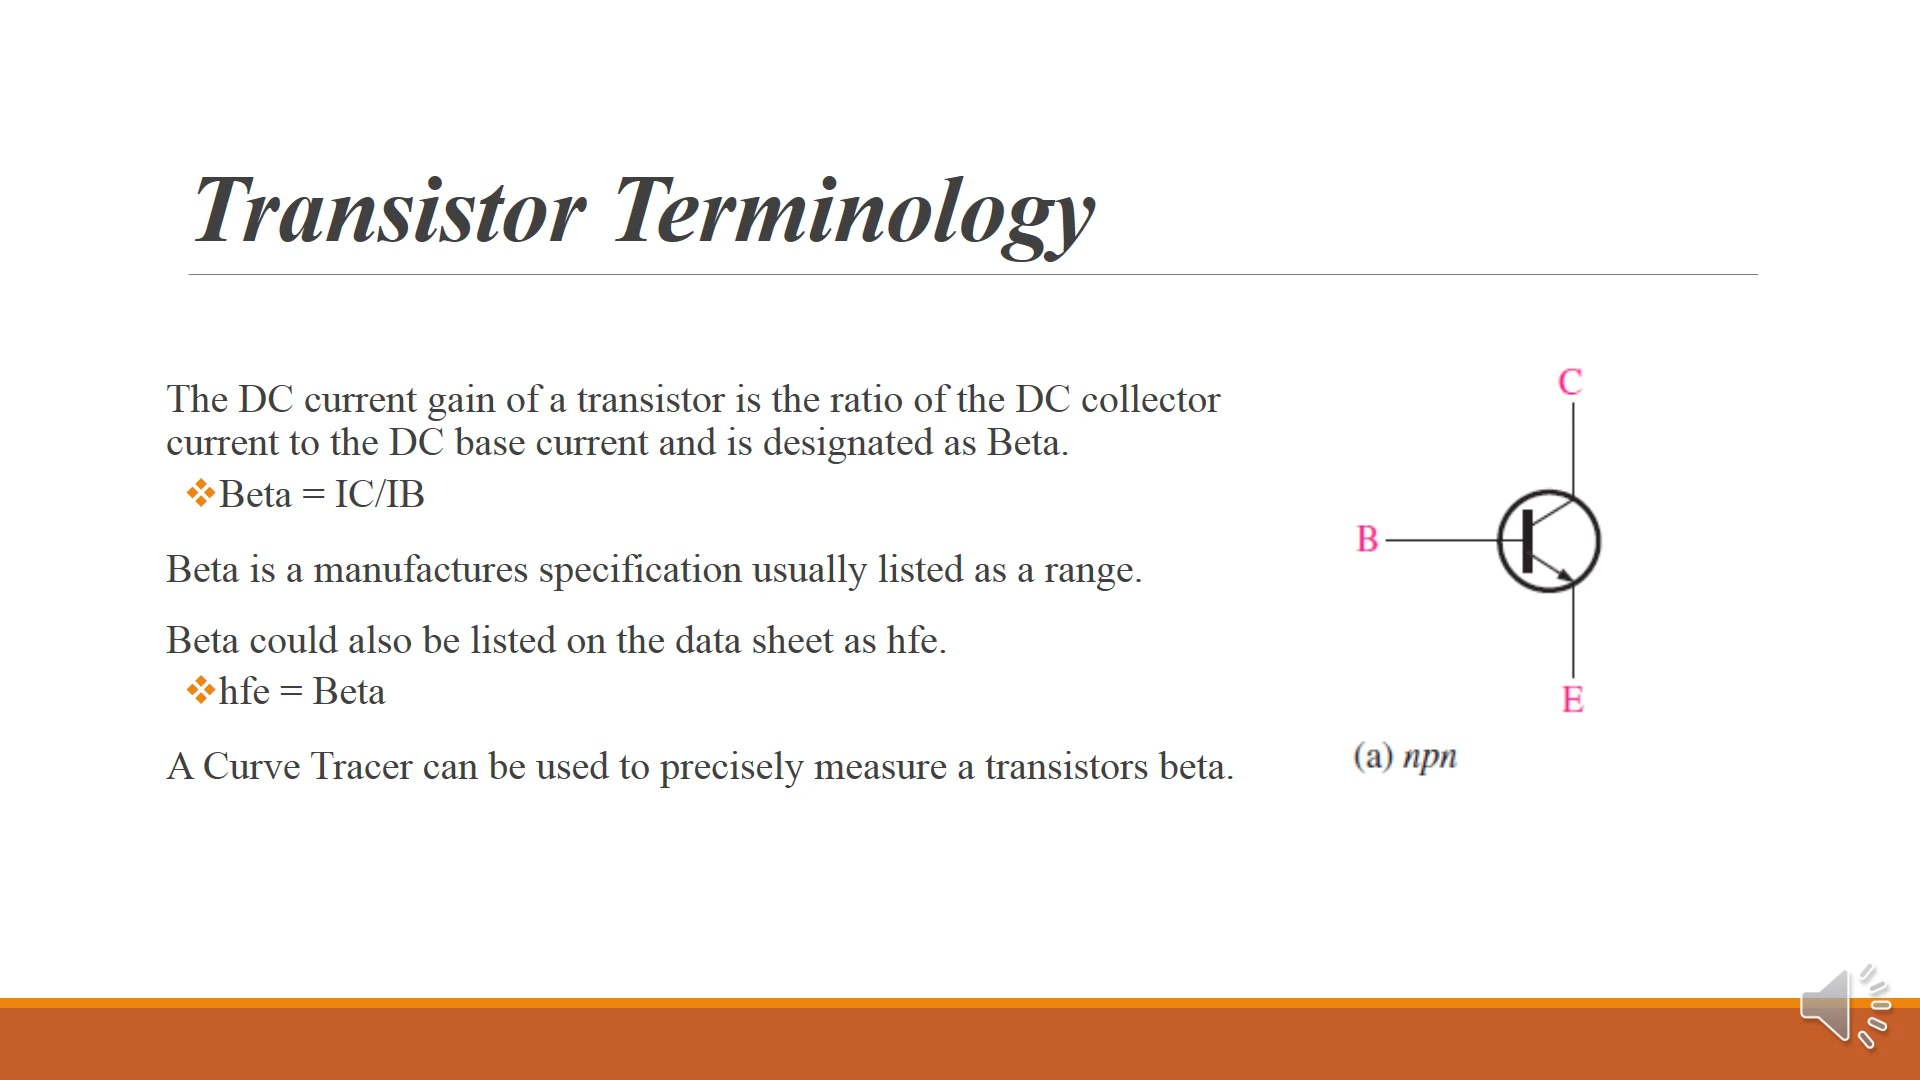 Transistor Terminology
The DC current gain of a transistor is the ratio of the DC collector
current to the DC base current and is designated as Beta.
❖Beta = IC/IB
Beta is a manufactures specification usually listed as a range.
Beta could also be listed on the data sheet as hfe.
❖hfe = Beta
A Curve Tracer can be used to precisely measure a transistors beta.
C
B
E
(a) npn